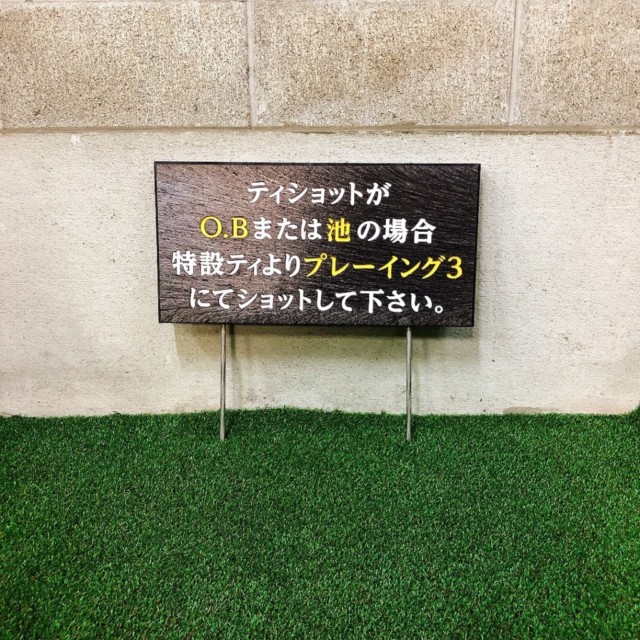 ティショットが
O.Bまたは池の場合
特設ティよりプレーイング3
にてショットして下さい。